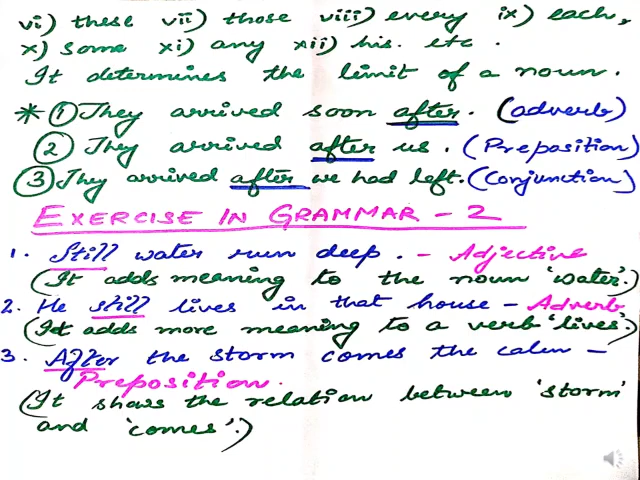 vi) these vii) those viii) every ix) each,
x) some xi) any xii) his. etc.
It determines the limit of a noun.
* ① They arrived soon after. (adverb)
② They arrived after us. (Preposition)
③ They arrived after we had left. (Conjunction)
EXERCISE IN GRAMMAR - 2
1. Still water run deep. - Adjective
(It adds meaning to the noun 'water'.)
2. He still lives in that house - Adverb
(It adds more meaning to a verb 'lives'.)
3. After the storm comes the calm -
Preposition.
(It shows the relation between 'storm'
and 'comes'.)